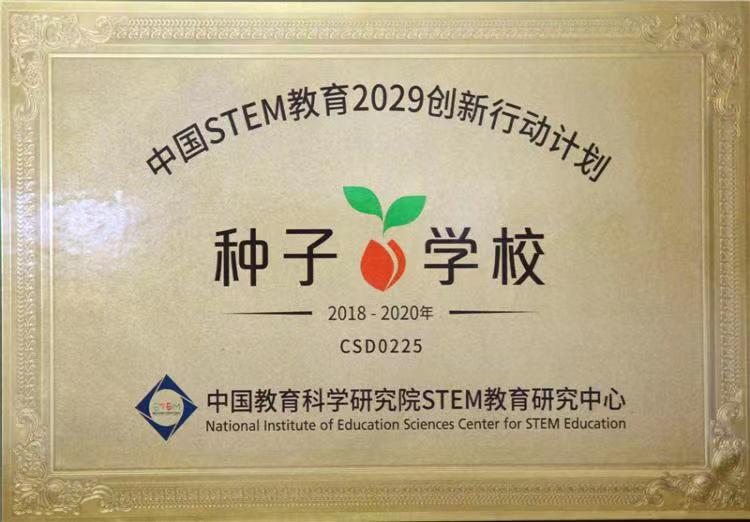 中国STEM教育2029创新行动计划
种子学校
2018 - 2020年
CSD0225
STEM
中国教育科学研究院STEM教育研究中心
National Institute of Education Sciences Center for STEM Education